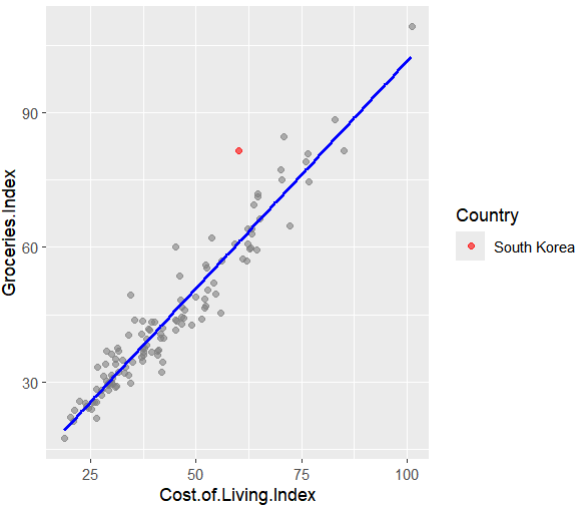 90
60
30
Groceries.Index
25 50 75 100
Cost.of.Living.Index
Country
South Korea